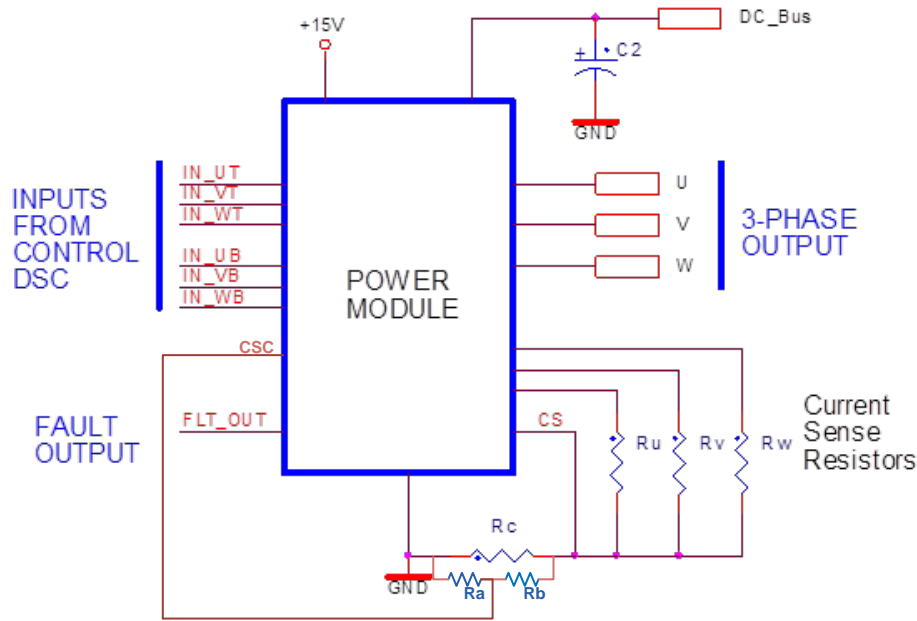 +15V
DC_Bus
+
C2
GND
INPUTS
FROM
CONTROL
DSC
IN_UT
IN_VT
IN_WT
IN_UB
IN_VB
IN_WB
POWER
MODULE
U
V
W
3-PHASE
OUTPUT
CSC
FAULT
OUTPUT
FLT_OUT
CS
Ru
Rv
Rw
Current
Sense
Resistors
Rc
GND
Ra
Rb